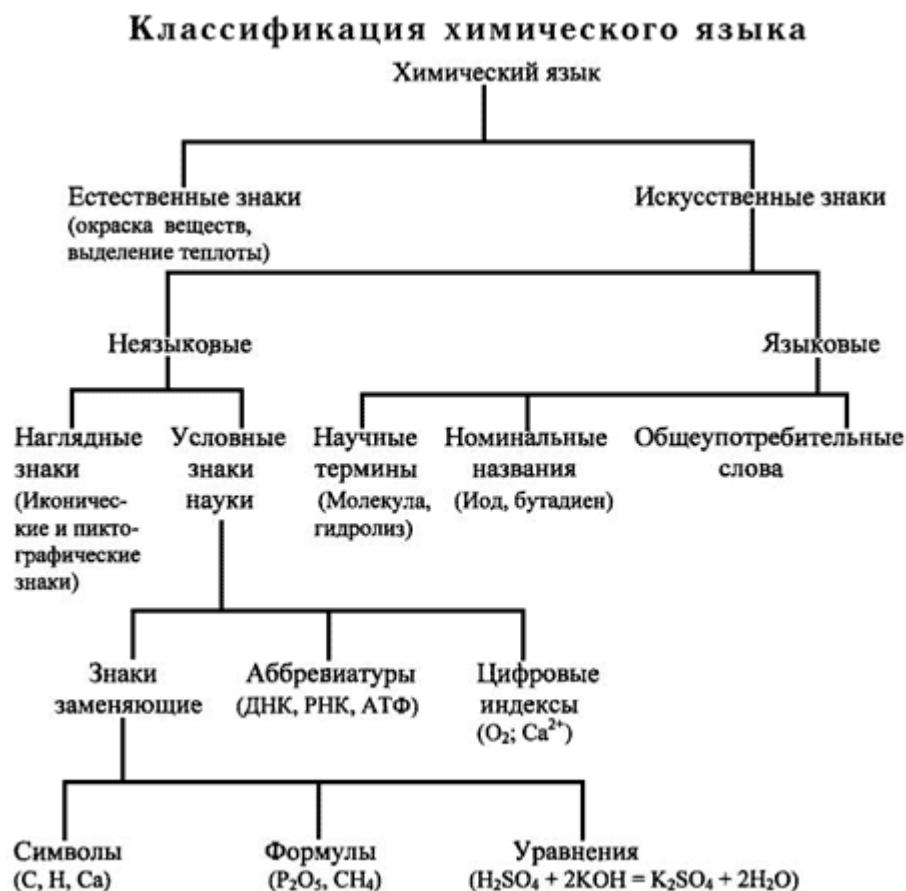 Классификация химического языка
Химический язык
Естественные знаки
(окраска веществ,
выделение теплоты)
Искусственные знаки
Неязыковые
Языковые
Наглядные
знаки
(Иконичес-
кие и пикто-
графические
знаки)
Условные
знаки
науки
Научные
термины
(Молекула,
гидролиз)
Номинальные
названия
(Иод, бутадиен)
Общеупотребительные
слова
Знаки
заменяющие
Аббревиатуры
(ДНК, РНК, АТФ)
Цифровые
индексы
(O₂; Ca²⁺)
Символы
(C, H, Ca)
Формулы
(P₂O₅, CH₄)
Уравнения
(H₂SO₄ + 2KOH = K₂SO₄ + 2H₂O)